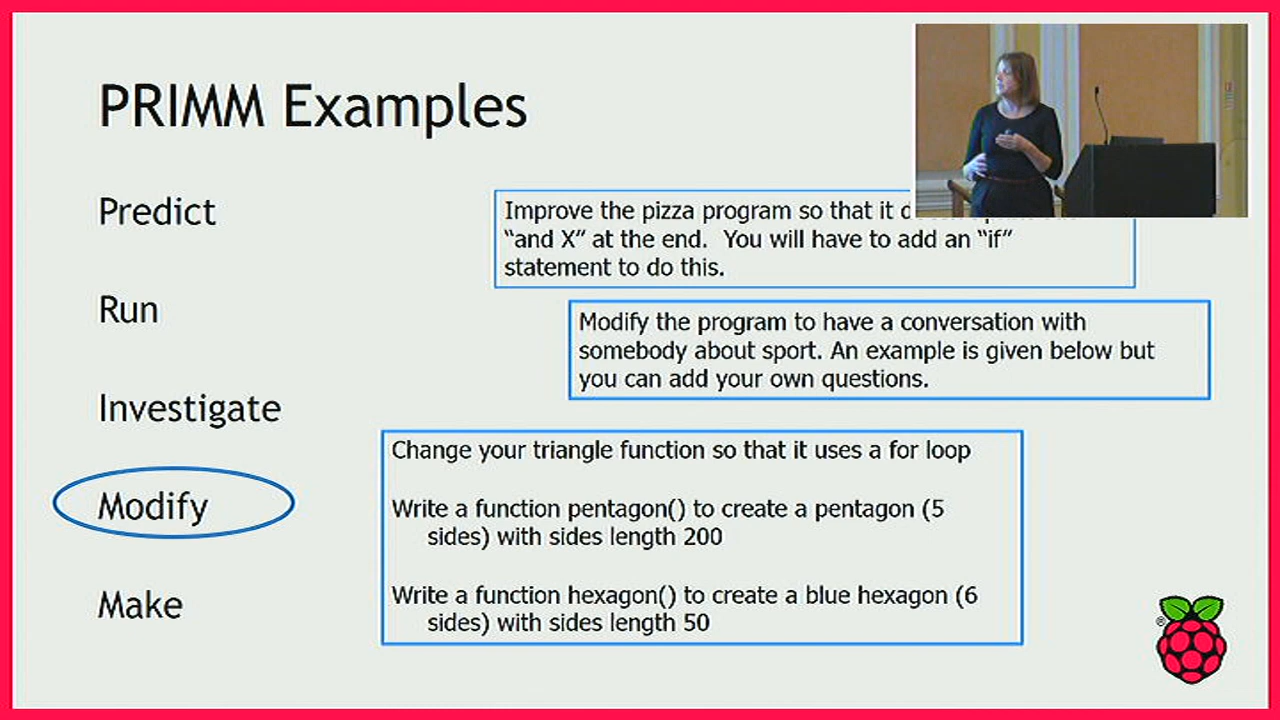 PRIMM Examples
Predict
Run
Investigate
Modify
Make
Improve the pizza program so that it
“and X” at the end.  You will have to add an “if”
statement to do this.
Modify the program to have a conversation with
somebody about sport. An example is given below but
you can add your own questions.
Change your triangle function so that it uses a for loop
Write a function pentagon() to create a pentagon (5
sides) with sides length 200
Write a function hexagon() to create a blue hexagon (6
sides) with sides length 50
®